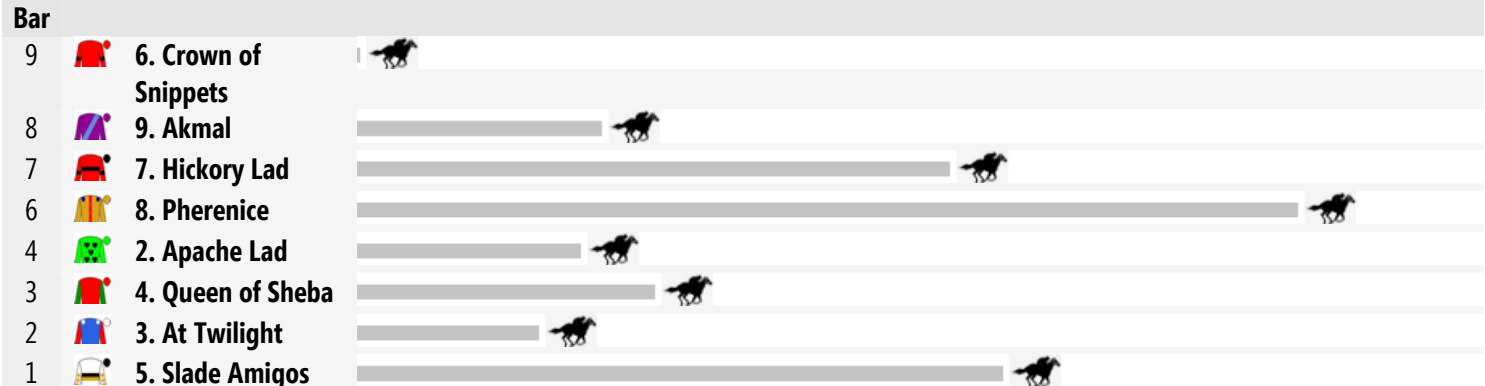 Bar
9 6. Crown of
Snippets
8 9. Akmal
7 7. Hickory Lad
6 8. Pherenice
4 2. Apache Lad
3 4. Queen of Sheba
2 3. At Twilight
1 5. Slade Amigos